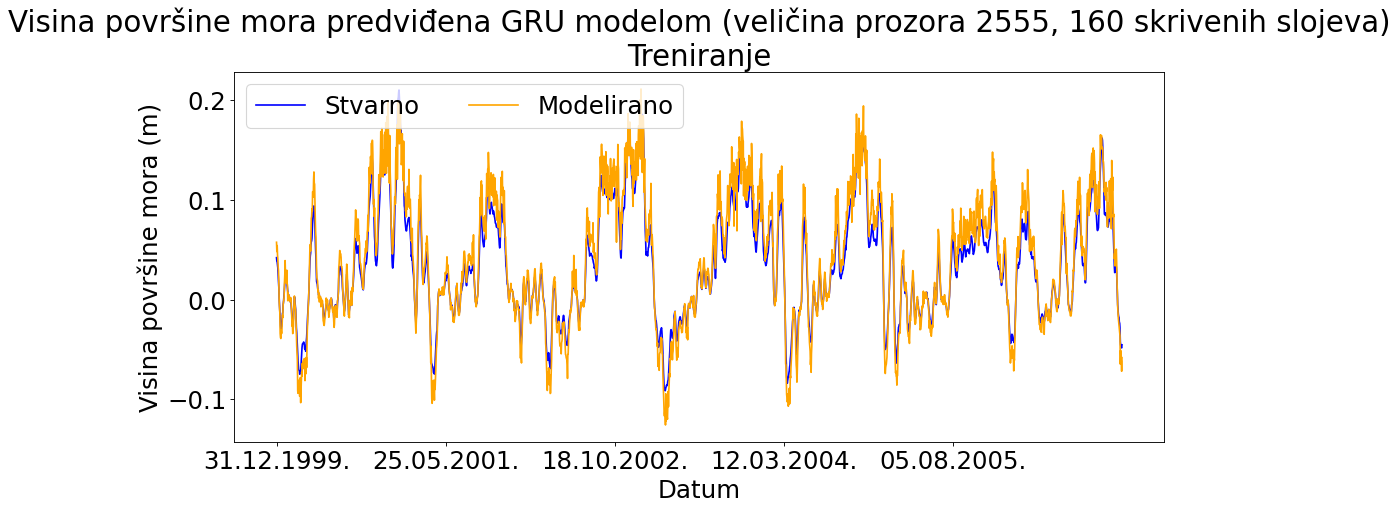 Visina površine mora predviđena GRU modelom (veličina prozora 2555, 160 skrivenih slojeva)
Treniranje
Stvarno
Modelirano
Visina površine mora (m)
0.2
0.1
0.0
−0.1
31.12.1999.
25.05.2001.
18.10.2002.
12.03.2004.
05.08.2005.
Datum